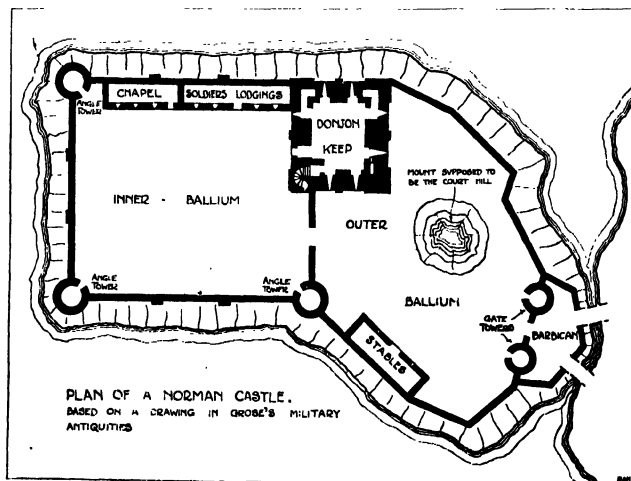 CHAPEL
SOLDIERS LODGINGS
ANGLE
TOWER
DONJON
KEEP
MOUNT SUPPOSED TO
BE THE COURT HILL
INNER - BALLIUM
OUTER
BALLIUM
ANGLE
TOWER
ANGLE
TOWER
GATE
TOWERS
BARBICAN
STABLES
PLAN OF A NORMAN CASTLE.
BASED ON A DRAWING IN GROSE'S MILITARY
ANTIQUITIES